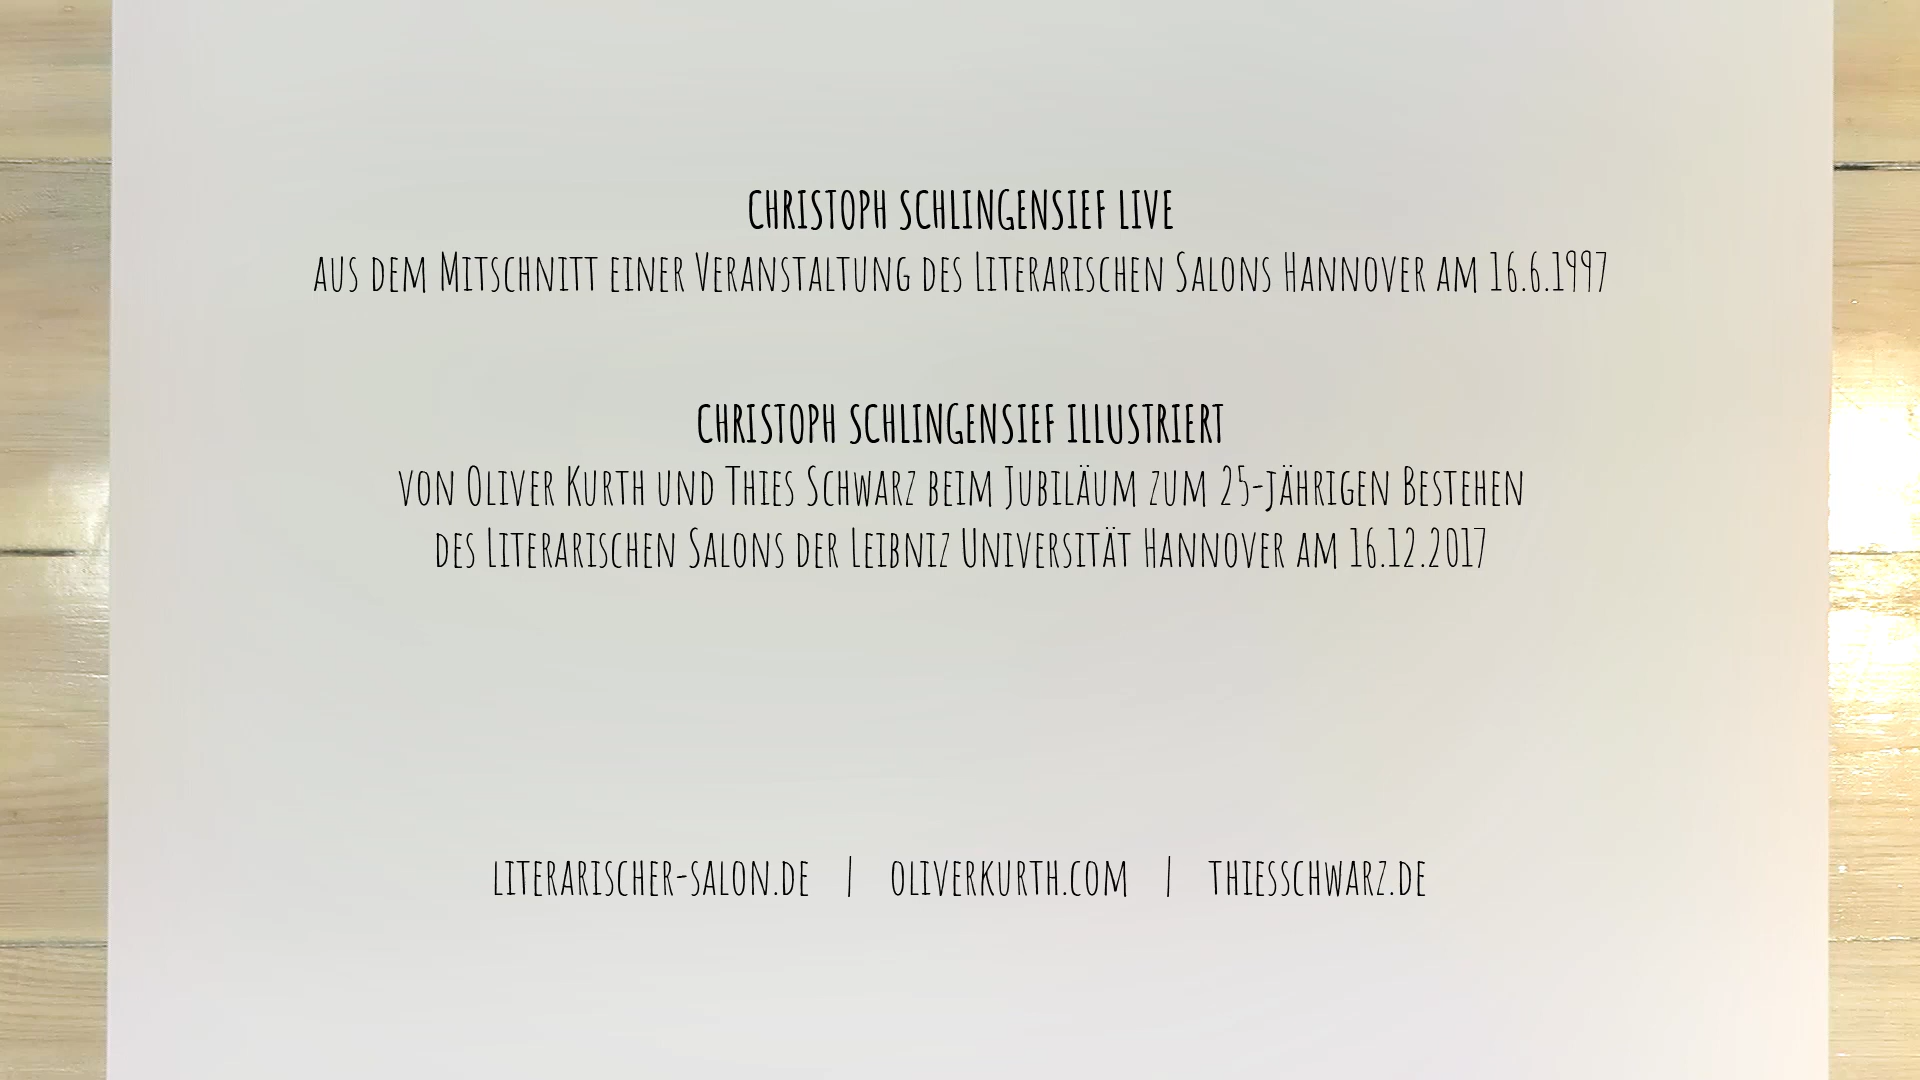 CHRISTOPH SCHLINGENSIEF LIVE
AUS DEM MITSCHNITT EINER VERANSTALTUNG DES LITERARISCHEN SALONS HANNOVER AM 16.6.1997
CHRISTOPH SCHLINGENSIEF ILLUSTRIERT
VON OLIVER KURTH UND THIES SCHWARZ BEIM JUBILÄUM ZUM 25-JÄHRIGEN BESTEHEN
DES LITERARISCHEN SALONS DER LEIBNIZ UNIVERSITÄT HANNOVER AM 16.12.2017
LITERARISCHER-SALON.DE | OLIVERKURTH.COM | THIESSCHWARZ.DE